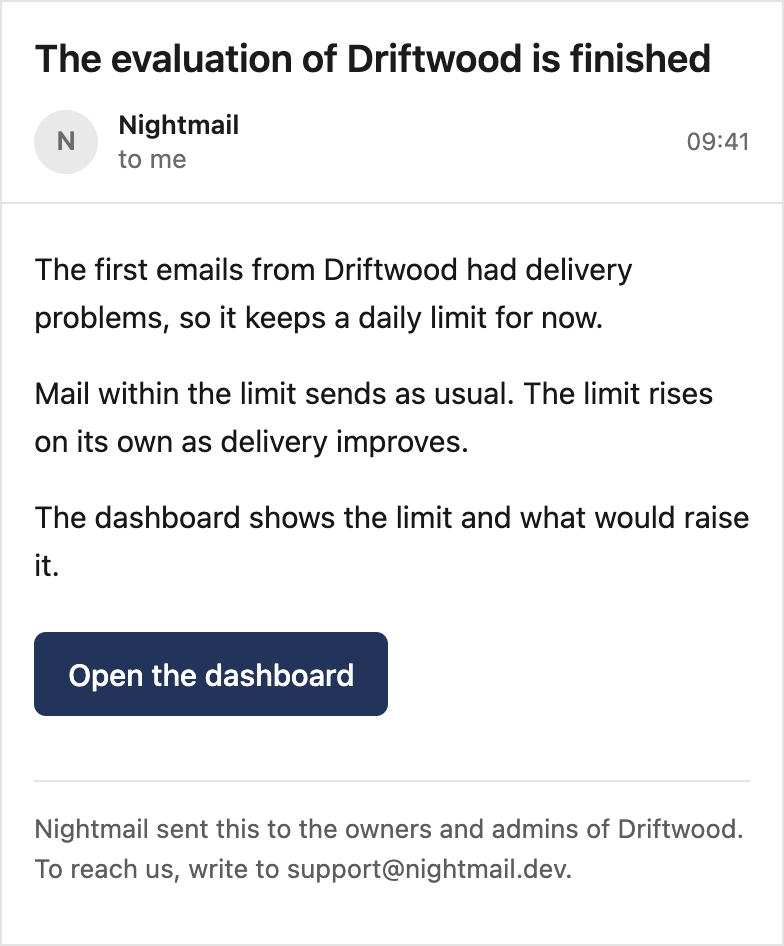 The evaluation of Driftwood is finished
N
Nightmail
to me
09:41
The first emails from Driftwood had delivery
problems, so it keeps a daily limit for now.
Mail within the limit sends as usual. The limit rises
on its own as delivery improves.
The dashboard shows the limit and what would raise
it.
Open the dashboard
Nightmail sent this to the owners and admins of Driftwood.
To reach us, write to support@nightmail.dev.